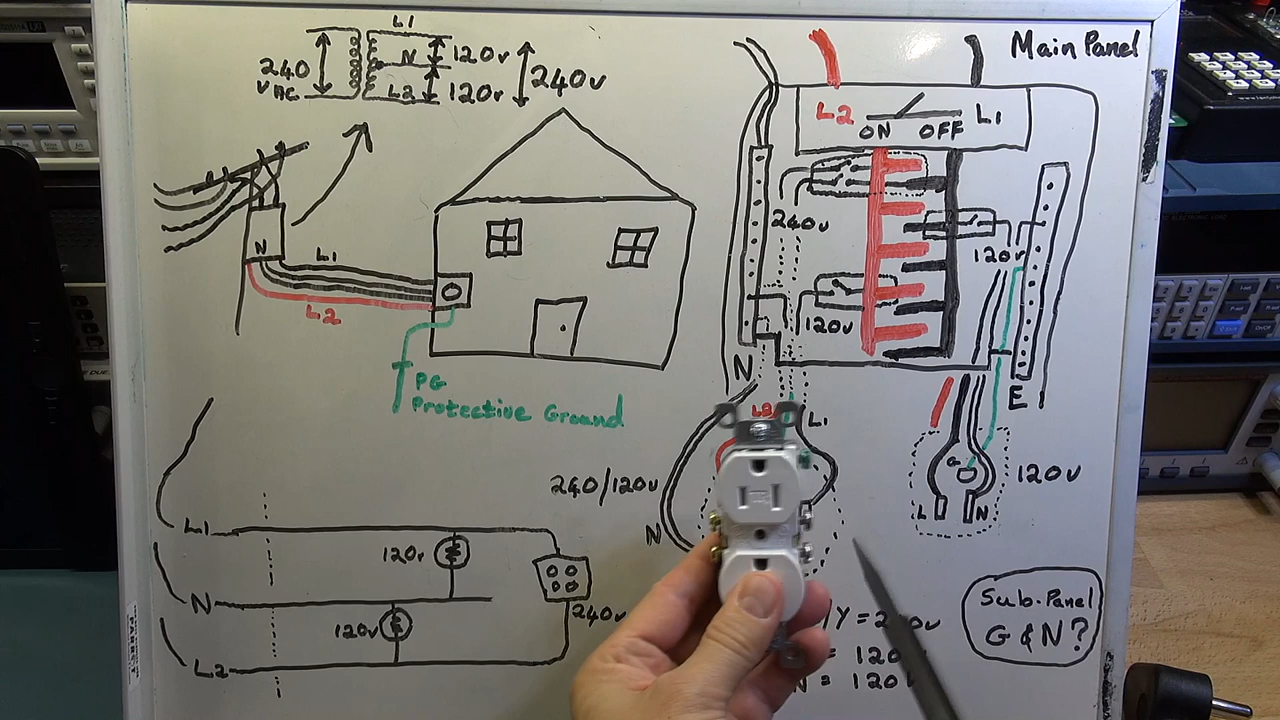 L1
240
VAC
N
120v
L2
120v
240v
Main Panel
L2
ON
OFF
L1
240v
120v
120v
N
E
N
L1
L2
PG
Protective Ground
L1
240/120v
N
G
L
N
120v
L1
120v
N
120v
240v
L2
Y =
= 120
N = 120
Sub-Panel
G & N?